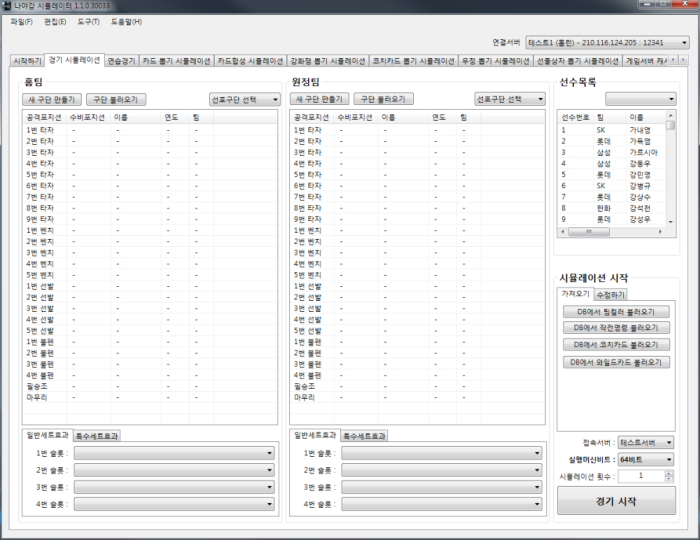 나야감 시뮬레이터 1.1.0.30033
파일(F) 편집(E) 도구(T) 도움말(H)
연결서버 테스트1 (홀런) - 210.116.124.205 : 12341
시작하기 경기 시뮬레이션 연습경기 카드 뽑기 시뮬레이션 카드합성 시뮬레이션 강화잼 뽑기 시뮬레이션 코치카드 뽑기 시뮬레이션 우정 뽑기 시뮬레이션 선물상자 뽑기 시뮬레이션 게임서버 캐시
홈팀
새 구단 만들기 구단 불러오기 선호구단 선택
공격포지션 수비포지션 이름 연도 팀
1번 타자 - - - -
2번 타자 - - - -
3번 타자 - - - -
4번 타자 - - - -
5번 타자 - - - -
6번 타자 - - - -
7번 타자 - - - -
8번 타자 - - - -
9번 타자 - - - -
1번 벤치 - - - -
2번 벤치 - - - -
3번 벤치 - - - -
4번 벤치 - - - -
5번 벤치 - - - -
1번 선발 - - - -
2번 선발 - - - -
3번 선발 - - - -
4번 선발 - - - -
5번 선발 - - - -
1번 불펜 - - - -
2번 불펜 - - - -
3번 불펜 - - - -
4번 불펜 - - - -
필승조 - - - -
마무리 - - - -
일반세트효과 특수세트효과
1번 슬롯 :
2번 슬롯 :
3번 슬롯 :
4번 슬롯 :
원정팀
새 구단 만들기 구단 불러오기 선호구단 선택
공격포지션 수비포지션 이름 연도 팀
1번 타자 - - - -
2번 타자 - - - -
3번 타자 - - - -
4번 타자 - - - -
5번 타자 - - - -
6번 타자 - - - -
7번 타자 - - - -
8번 타자 - - - -
9번 타자 - - - -
1번 벤치 - - - -
2번 벤치 - - - -
3번 벤치 - - - -
4번 벤치 - - - -
5번 벤치 - - - -
1번 선발 - - - -
2번 선발 - - - -
3번 선발 - - - -
4번 선발 - - - -
5번 선발 - - - -
1번 불펜 - - - -
2번 불펜 - - - -
3번 불펜 - - - -
4번 불펜 - - - -
필승조 - - - -
마무리 - - - -
일반세트효과 특수세트효과
1번 슬롯 :
2번 슬롯 :
3번 슬롯 :
4번 슬롯 :
선수목록
선수번호 팀 이름
1 SK 가내영
2 롯데 가득염
3 삼성 가르시아
4 삼성 강동우
5 롯데 강민영
6 SK 강병규
7 롯데 강상수
8 한화 강석천
9 롯데 강성우
시뮬레이션 시작
가져오기 수정하기
DB에서 팀컬러 불러오기
DB에서 작전명령 불러오기
DB에서 코치카드 불러오기
DB에서 와일드카드 불러오기
접속서버 : 테스트서버
실행머신비트 : 64비트
시뮬레이션 횟수 : 1
경기 시작